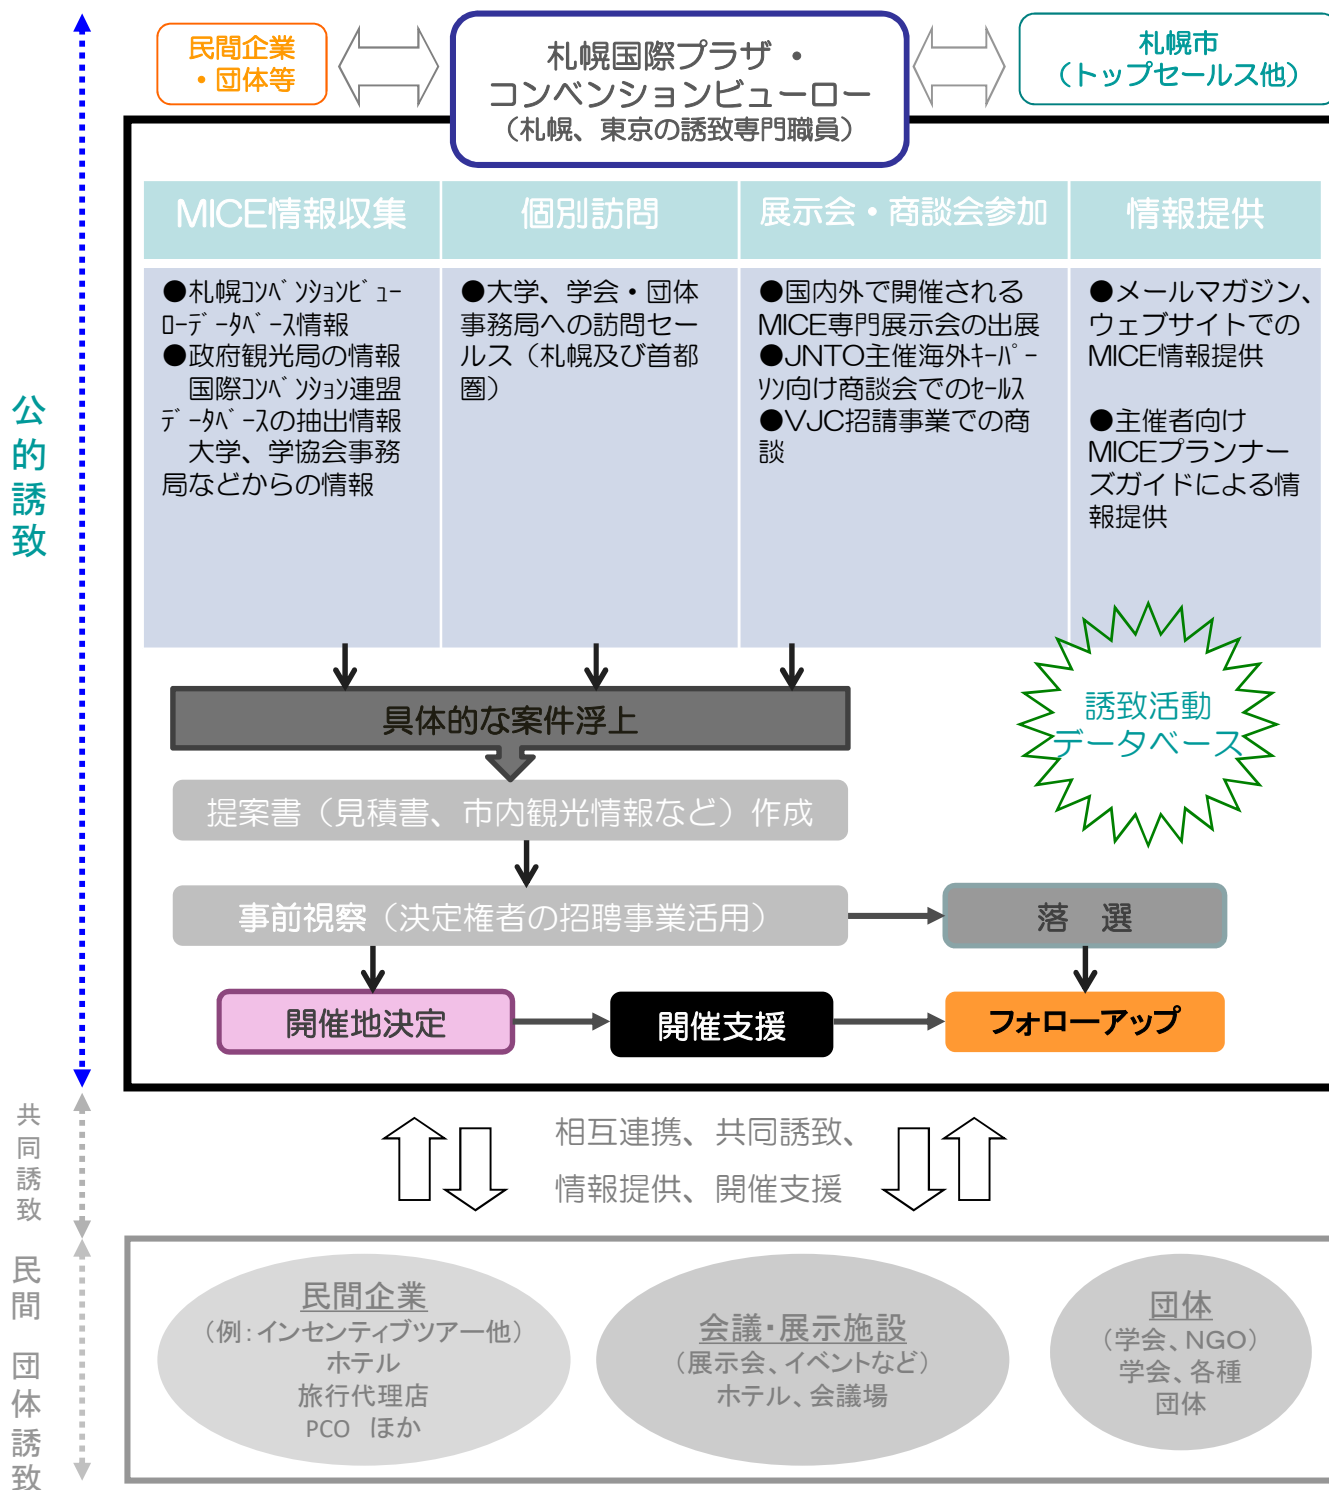 民間企業
・団体等
札幌国際プラザ・
コンベンションビューロー
（札幌、東京の誘致専門職員）
札幌市
（トップセールス他）
公的誘致
MICE情報収集
個別訪問
展示会・商談会参加
情報提供
●札幌ｺﾝﾍﾞﾝｼｮﾝﾋﾞｭｰ
ﾛｰﾃﾞｰﾀﾍﾞｰｽ情報
●政府観光局の情報
国際ｺﾝﾍﾞﾝｼｮﾝ連盟
ﾃﾞｰﾀﾍﾞｰｽの抽出情報
大学、学協会事務
局などからの情報
●大学、学会・団体
事務局への訪問セー
ルス（札幌及び首都
圏）
●国内外で開催される
MICE専門展示会の出展
●JNTO主催海外ｷｰﾊﾟｰ
ｿﾝ向け商談会でのｾｰﾙｽ
●VJC招請事業での商
談
●メールマガジン、
ウェブサイトでの
MICE情報提供
●主催者向け
MICEプランナー
ズガイドによる情
報提供
具体的な案件浮上
誘致活動
データベース
提案書（見積書、市内観光情報など）作成
事前視察（決定権者の招聘事業活用）
落　選
開催地決定
開催支援
フォローアップ
共同誘致
相互連携、共同誘致、
情報提供、開催支援
民間　団体誘致
民間企業
（例：インセンティブツアー他）
ホテル
旅行代理店
PCO　ほか
会議・展示施設
（展示会、イベントなど）
ホテル、会議場
団体
（学会、NGO）
学会、各種
団体